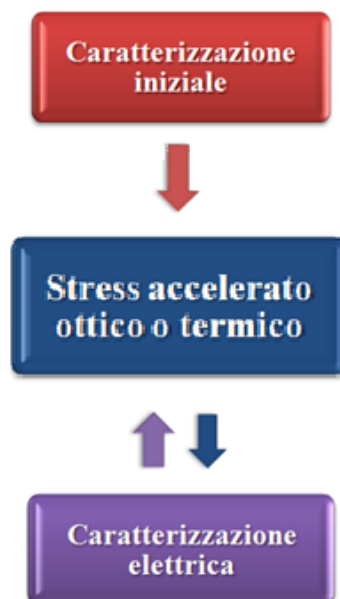 Caratterizzazione
iniziale
Stress accelerato
ottico o termico
Caratterizzazione
elettrica